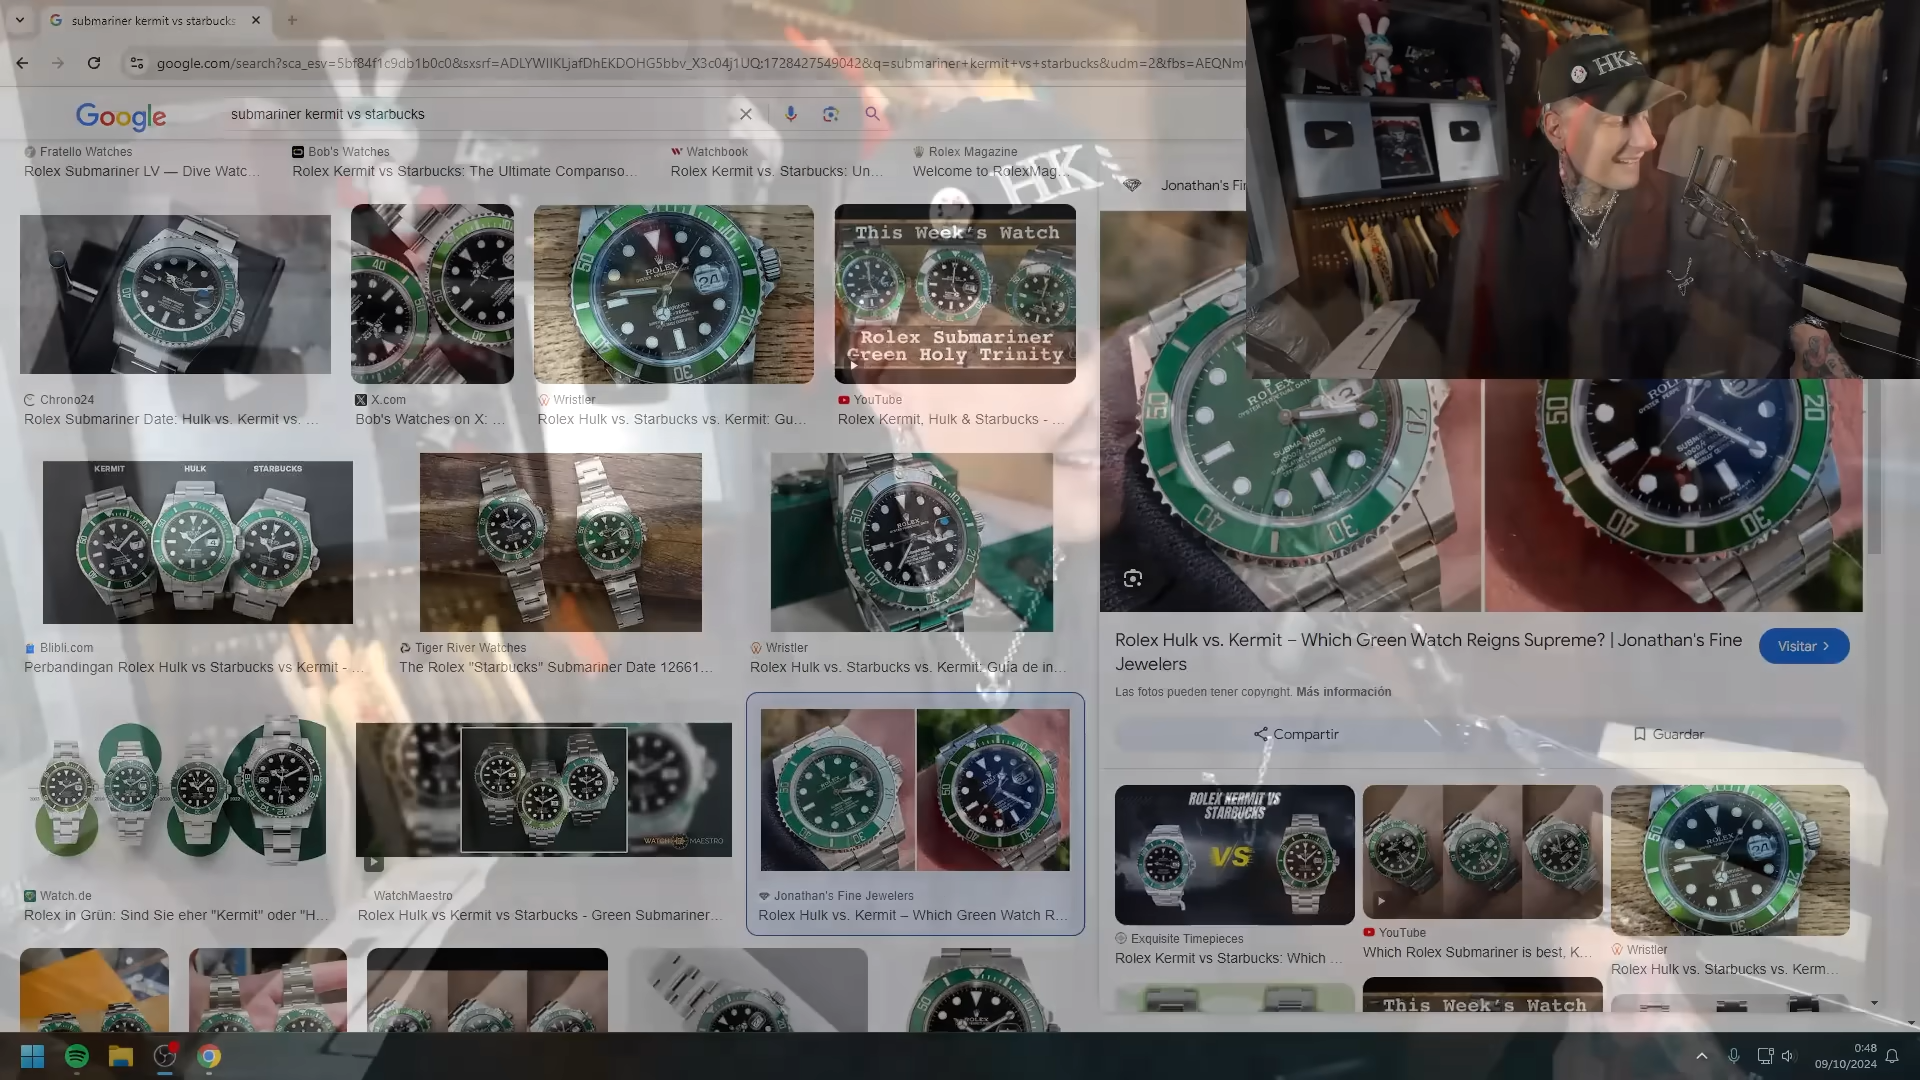 submariner kermit vs starbucks
google.com/search?sca_esv=5bf84f1c9db1b0c0&sxsrf=ADLYWIIKLjafDhEKDOHG5bbv_X3c04j1UQ:1728427549042&q=submariner+kermit+vs+starbucks&udm=2&fbs=AEQNm
Google
submariner kermit vs starbucks
Fratello Watches
Rolex Submariner LV — Dive Watc...
Bob's Watches
Rolex Kermit vs Starbucks: The Ultimate Compariso...
Watchbook
Rolex Kermit vs. Starbucks: Un...
Rolex Magazine
Welcome to RolexMag...
Jonathan's Fin
HK
HK
This Week's Watch
Rolex Submariner
Green Holy Trinity
Chrono24
Rolex Submariner Date: Hulk vs. Kermit vs. ...
X.com
Bob's Watches on X: ...
Wristler
Rolex Hulk vs. Starbucks vs. Kermit: Gu...
YouTube
Rolex Kermit, Hulk & Starbucks - ...
KERMIT
HULK
STARBUCKS
Blibli.com
Perbandingan Rolex Hulk vs Starbucks vs Kermit - ...
Tiger River Watches
The Rolex "Starbucks" Submariner Date 12661...
Wristler
Rolex Hulk vs. Starbucks vs. Kermit: Guía de in...
Rolex Hulk vs. Kermit – Which Green Watch Reigns Supreme? | Jonathan's Fine
Jewelers
Visitar
Las fotos pueden tener copyright. Más información
Compartir
Guardar
Watch.de
Rolex in Grün: Sind Sie eher "Kermit" oder "H...
WATCH MAESTRO
WatchMaestro
Rolex Hulk vs Kermit vs Starbucks - Green Submariner...
Jonathan's Fine Jewelers
Rolex Hulk vs. Kermit – Which Green Watch R...
ROLEX KERMIT VS
STARBUCKS
VS
Exquisite Timepieces
Rolex Kermit vs Starbucks: Which ...
YouTube
Which Rolex Submariner is best, K...
Wristler
Rolex Hulk vs. Starbucks vs. Kerm...
This Week's Watch
0:48
09/10/2024